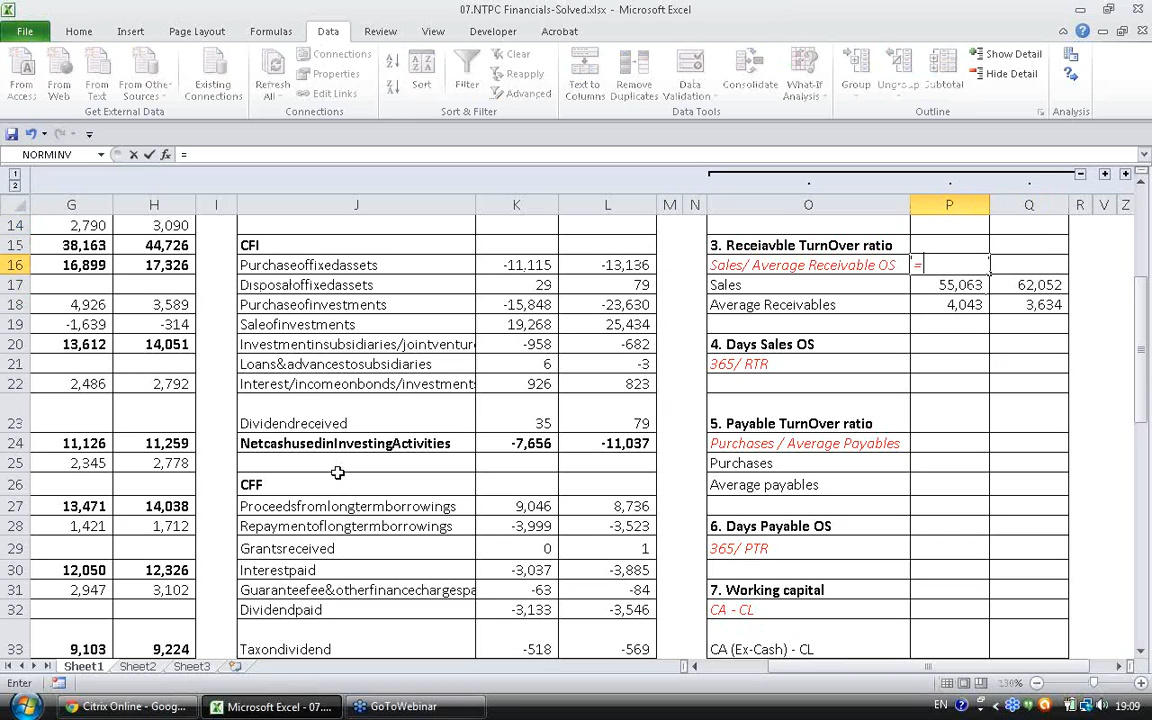 07.NTPC Financials-Solved.xlsx - Microsoft Excel
File Home Insert Page Layout Formulas Data Review View Developer Acrobat
From Access From Web From Text From Other Sources Existing Connections Refresh All Connections Properties Edit Links Sort Filter Clear Reapply Advanced Text to Columns Remove Duplicates Data Validation Consolidate What-If Analysis Group Ungroup Subtotal Show Detail Hide Detail
Get External Data Connections Sort & Filter Data Tools Outline Analysis
NORMINV fx =
1
2
G H I J K L M N O P Q R V Z
14 2,790 3,090
15 38,163 44,726 CFI 3. Receiavble TurnOver ratio
16 16,899 17,326 Purchaseoffixedassets -11,115 -13,136 Sales/ Average Receivable OS =
17 Disposaloffixedassets 29 79 Sales 55,063 62,052
18 4,926 3,589 Purchaseofinvestments -15,848 -23,630 Average Receivables 4,043 3,634
19 -1,639 -314 Saleofinvestments 19,268 25,434
20 13,612 14,051 Investmentinsubsidiaries/jointventure -958 -682 4. Days Sales OS
21 Loans&advancestosubsidiaries 6 -3 365/ RTR
22 2,486 2,792 Interest/incomeonbonds/investments 926 823
23 Dividendreceived 35 79 5. Payable TurnOver ratio
24 11,126 11,259 NetcashusedinInvestingActivities -7,656 -11,037 Purchases / Average Payables
25 2,345 2,778 Purchases
26 CFF Average payables
27 13,471 14,038 Proceedsfromlongtermborrowings 9,046 8,736
28 1,421 1,712 Repaymentoflongtermborrowings -3,999 -3,523 6. Days Payable OS
29 Grantsreceived 0 1 365/ PTR
30 12,050 12,326 Interestpaid -3,037 -3,885
31 2,947 3,102 Guaranteefee&otherfinancechargespa -63 -84 7. Working capital
32 Dividendpaid -3,133 -3,546 CA - CL
33 9,103 9,224 Taxondividend -518 -569 CA (Ex-Cash) - CL
Sheet1 Sheet2 Sheet3
Enter 130%
Citrix Online - Goog... Microsoft Excel - 07.... GoToWebinar EN 19:09